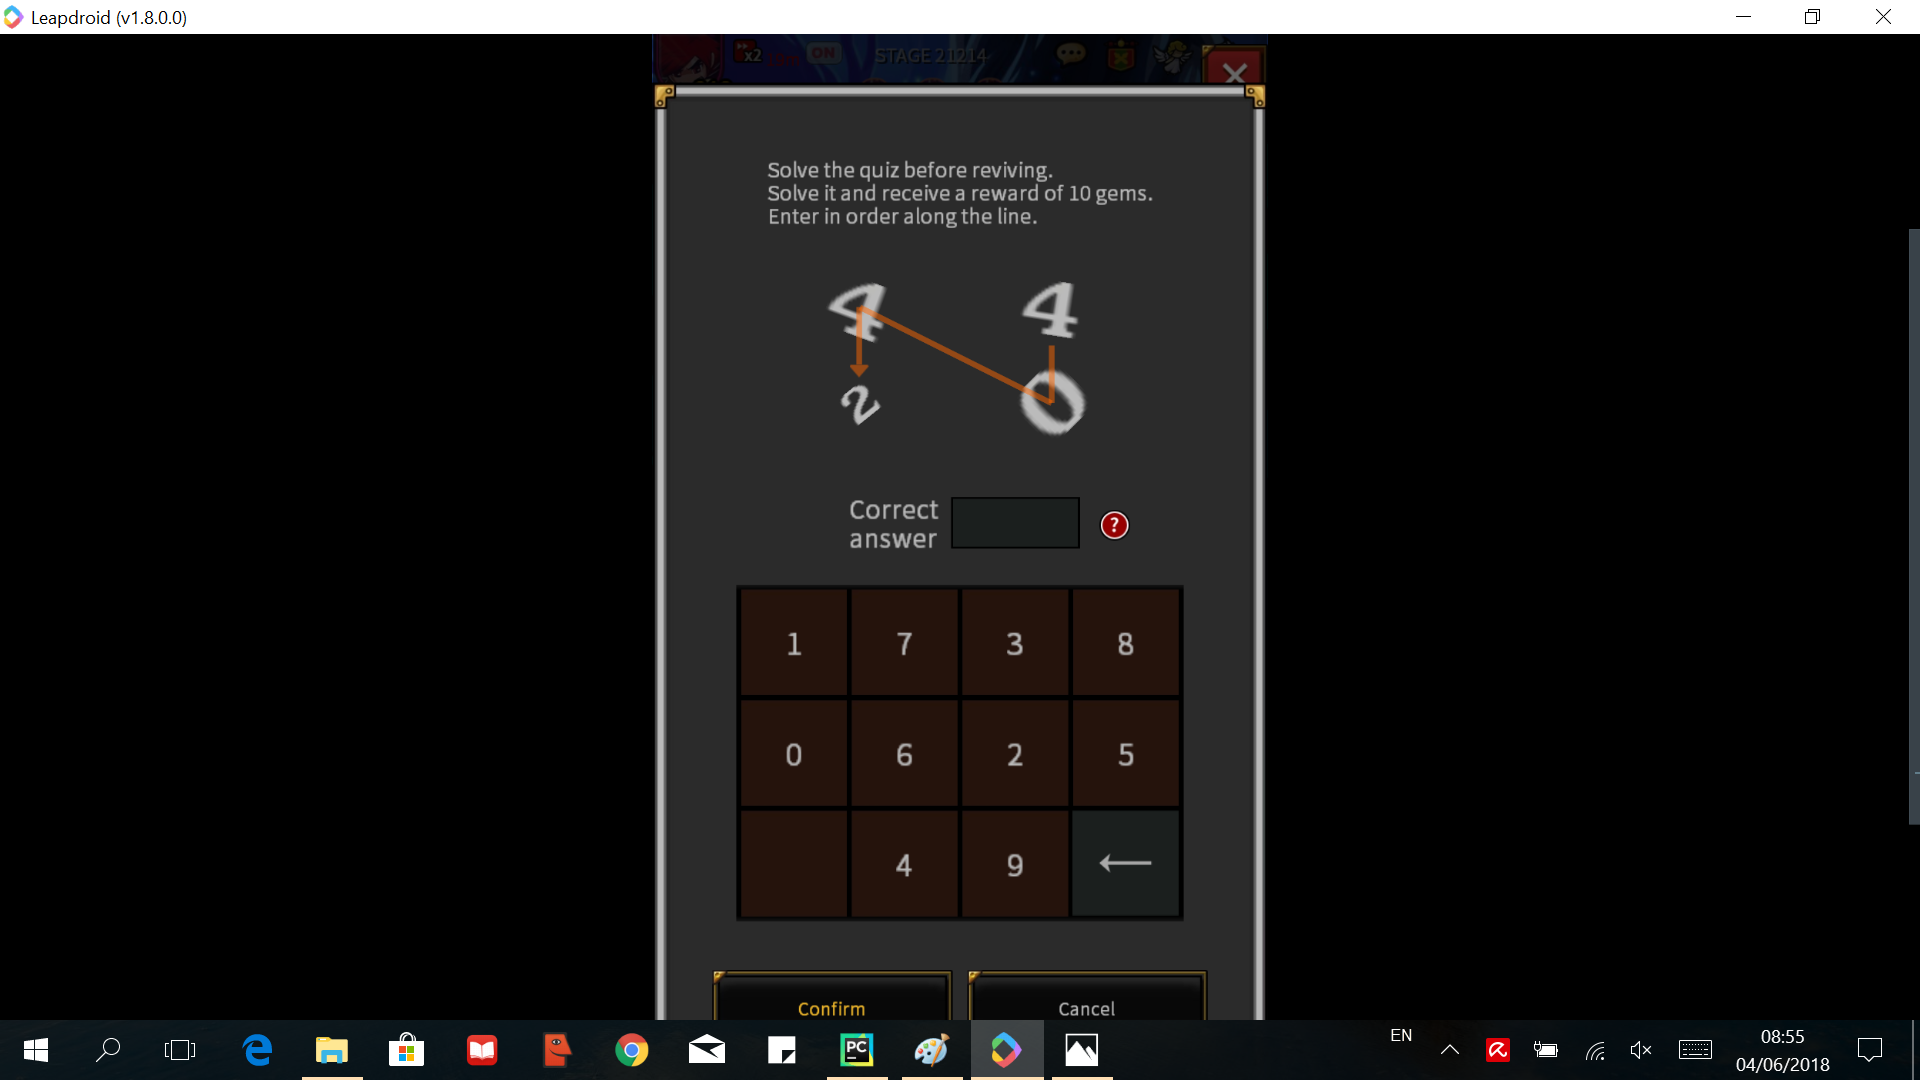 Leapdroid (v1.8.0.0)
x2 ON STAGE 21214
Solve the quiz before reviving.
Solve it and receive a reward of 10 gems.
Enter in order along the line.
4 4
2 0
Correct
answer
?
1 7 3 8
0 6 2 5
4 9
Confirm Cancel
PC
EN
08:55
04/06/2018